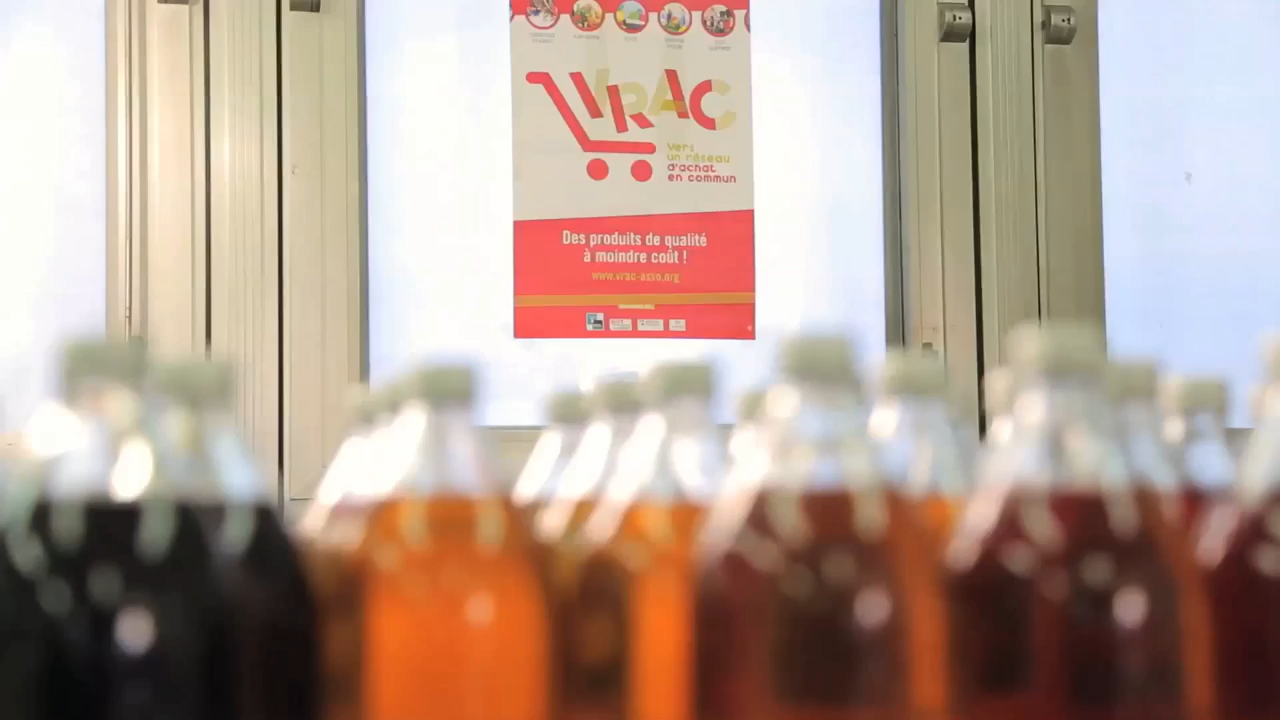 VRAC
Vers
un réseau
d'achat
en commun
Des produits de qualité
à moindre coût !
www.vrac-asso.org